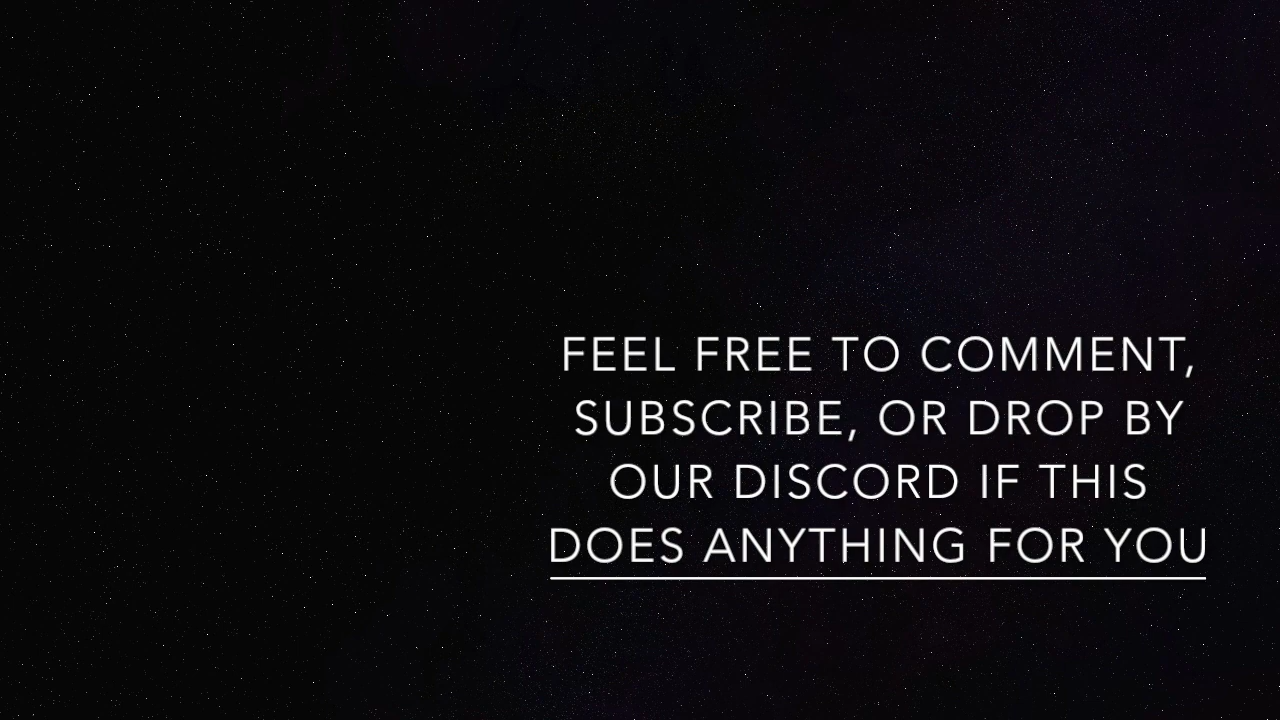 FEEL FREE TO COMMENT,
SUBSCRIBE, OR DROP BY
OUR DISCORD IF THIS
DOES ANYTHING FOR YOU